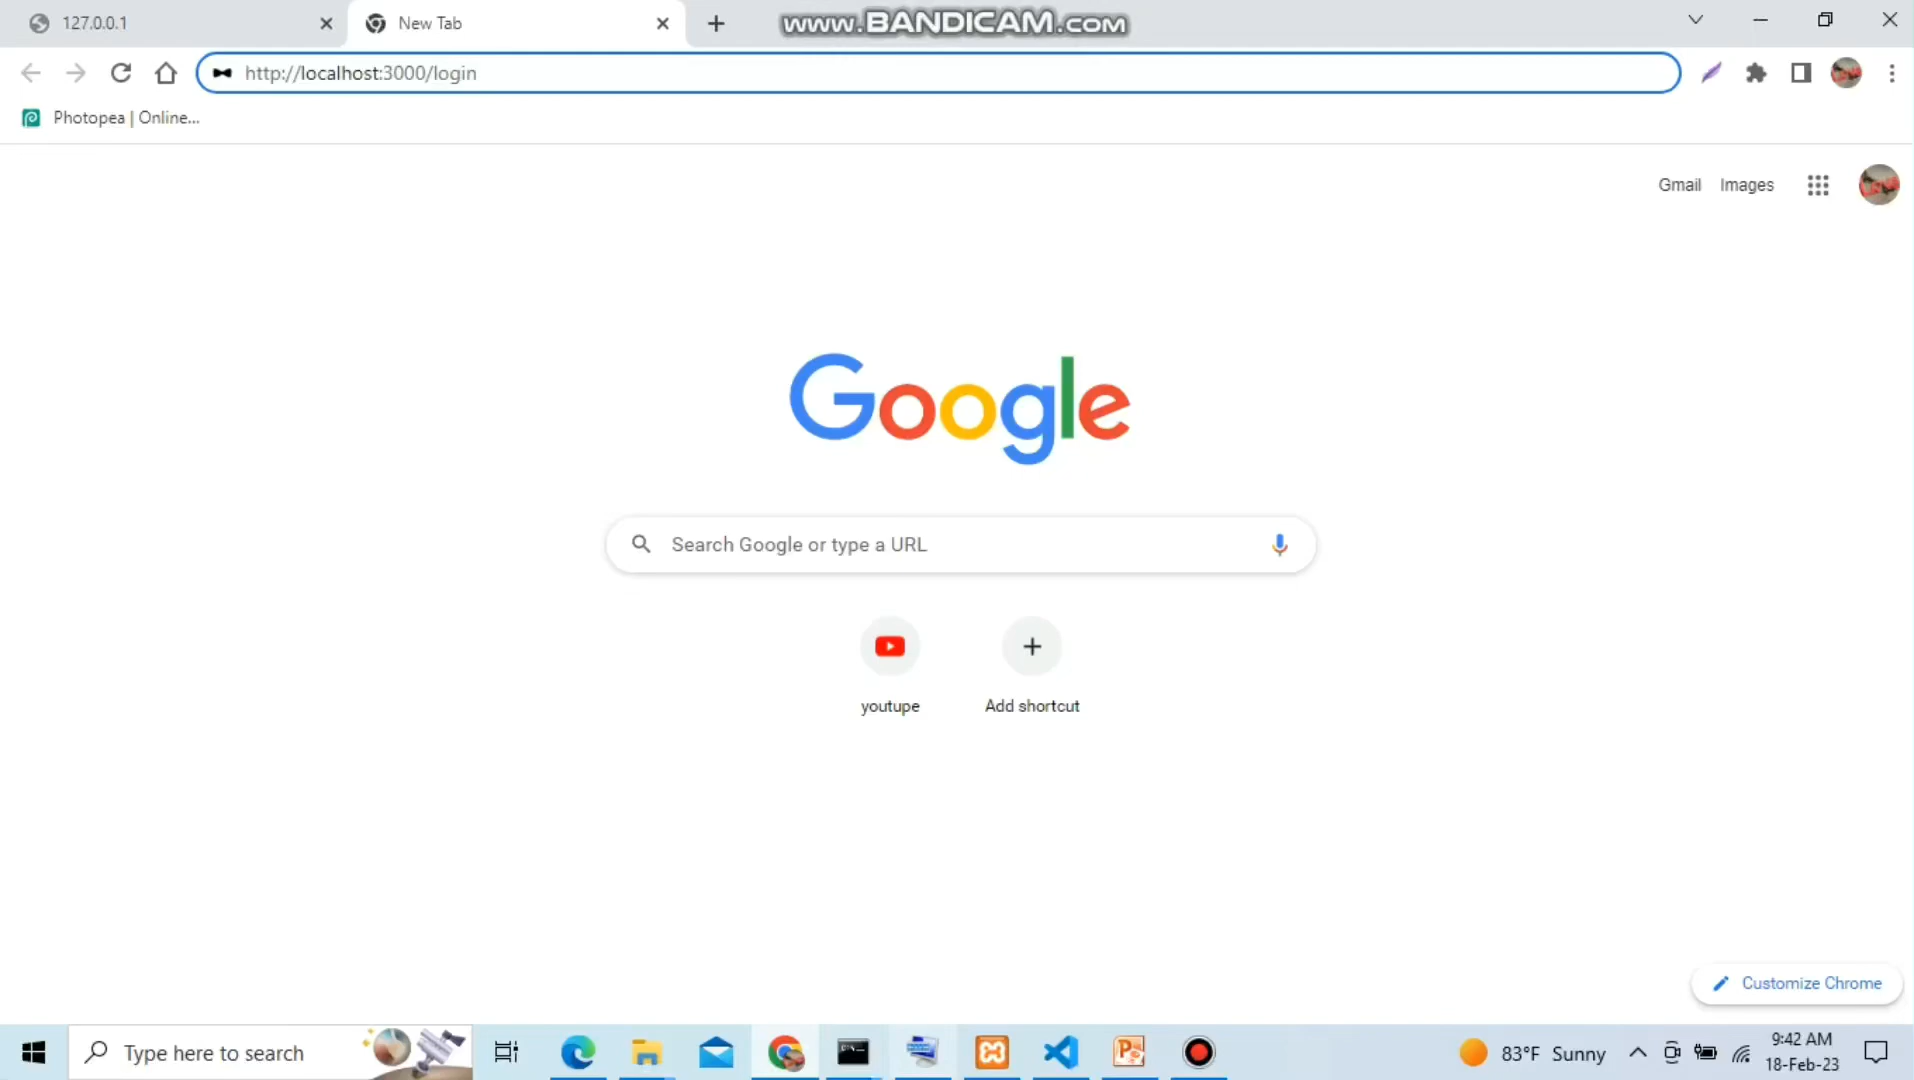 127.0.0.1
New Tab
www.BANDICAM.com
http://localhost:3000/login
Photopea | Online...
Gmail
Images
Google
Search Google or type a URL
youtupe
Add shortcut
Customize Chrome
Type here to search
83°F Sunny
9:42 AM
18-Feb-23